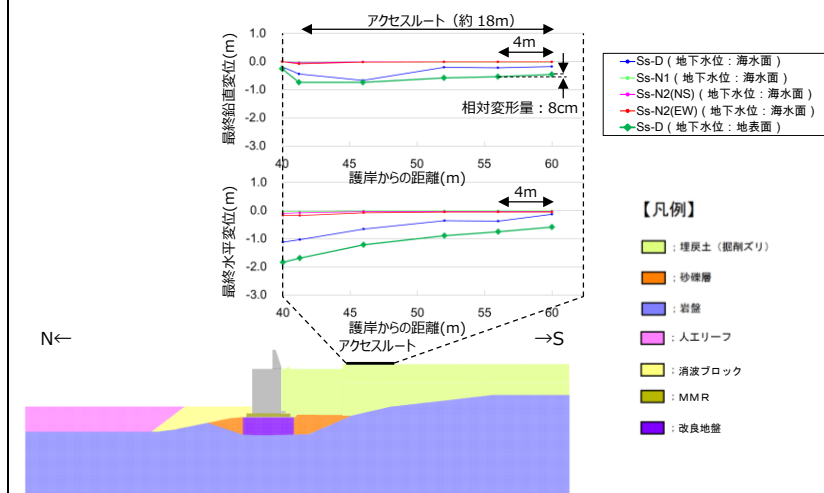 アクセスルート（約 18m）
4m
1.0
0.0
-1.0
-2.0
-3.0
最終鉛直変位(m)
相対変形量：8cm
40 45 50 55 60
護岸からの距離(m)
Ss-D（地下水位：海水面）
Ss-N1（地下水位：海水面）
Ss-N2(NS)（地下水位：海水面）
Ss-N2(EW)（地下水位：海水面）
Ss-D（地下水位：地表面）
4m
1.0
0.0
-1.0
-2.0
-3.0
最終水平変位(m)
40 45 50 55 60
護岸からの距離(m)
アクセスルート
N←
→S
【凡例】
：埋戻土（掘削ズリ）
：砂礫層
：岩盤
：人工リーフ
：消波ブロック
：ＭＭＲ
：改良地盤